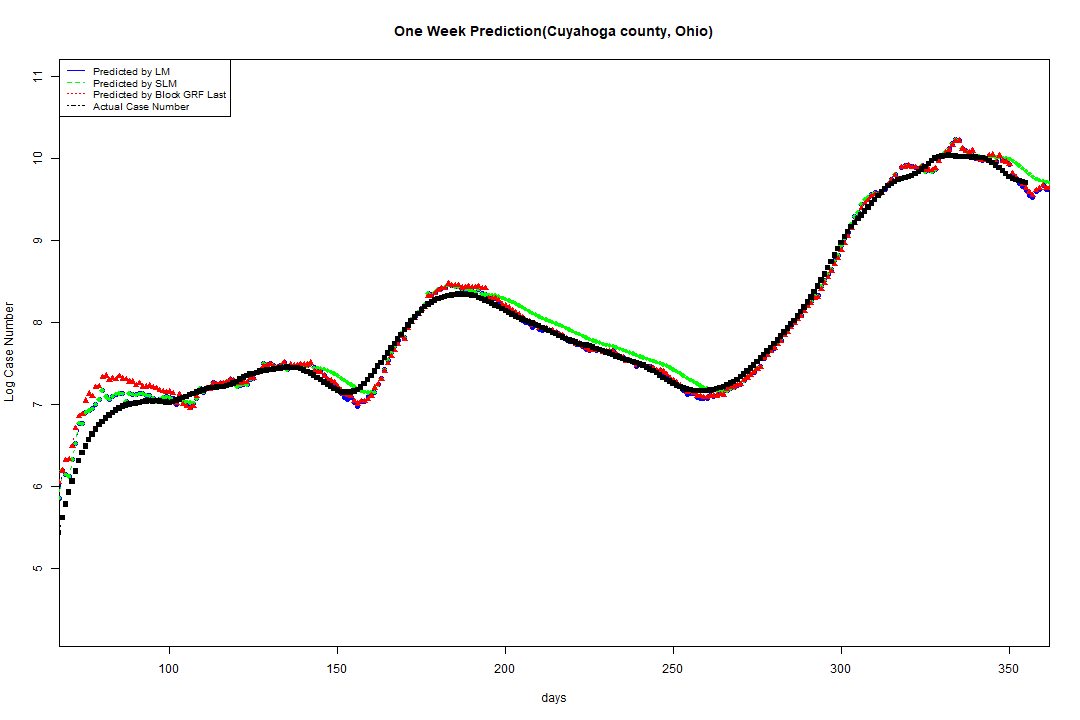 One Week Prediction(Cuyahoga county, Ohio)
Predicted by LM
Predicted by SLM
Predicted by Block GRF Last
Actual Case Number
11
10
9
8
7
6
5
Log Case Number
100 150 200 250 300 350
days